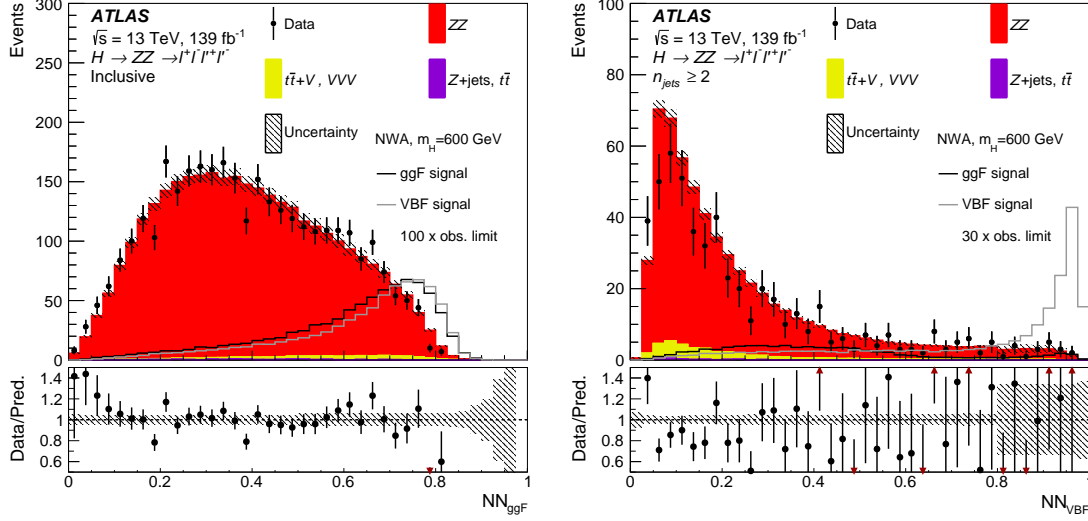 Events
300
250
200
150
100
50
0
ATLAS
√s = 13 TeV, 139 fb⁻¹
H → ZZ → l⁺l⁻l'⁺l'⁻
Inclusive
Data
ZZ
tt̄+V , VVV
Z+jets, tt̄
Uncertainty
NWA, m_H=600 GeV
ggF signal
VBF signal
100 x obs. limit
Data/Pred.
1.4
1.2
1
0.8
0.6
0 0.2 0.4 0.6 0.8 1
NN_ggF
Events
100
80
60
40
20
0
ATLAS
√s = 13 TeV, 139 fb⁻¹
H → ZZ → l⁺l⁻l'⁺l'⁻
n_jets ≥ 2
Data
ZZ
tt̄+V , VVV
Z+jets, tt̄
Uncertainty
NWA, m_H=600 GeV
ggF signal
VBF signal
30 x obs. limit
Data/Pred.
1.4
1.2
1
0.8
0.6
0 0.2 0.4 0.6 0.8 1
NN_VBF